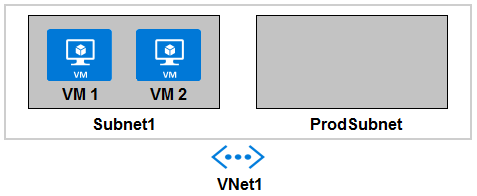 VM VM
VM 1 VM 2
Subnet1 ProdSubnet
VNet1